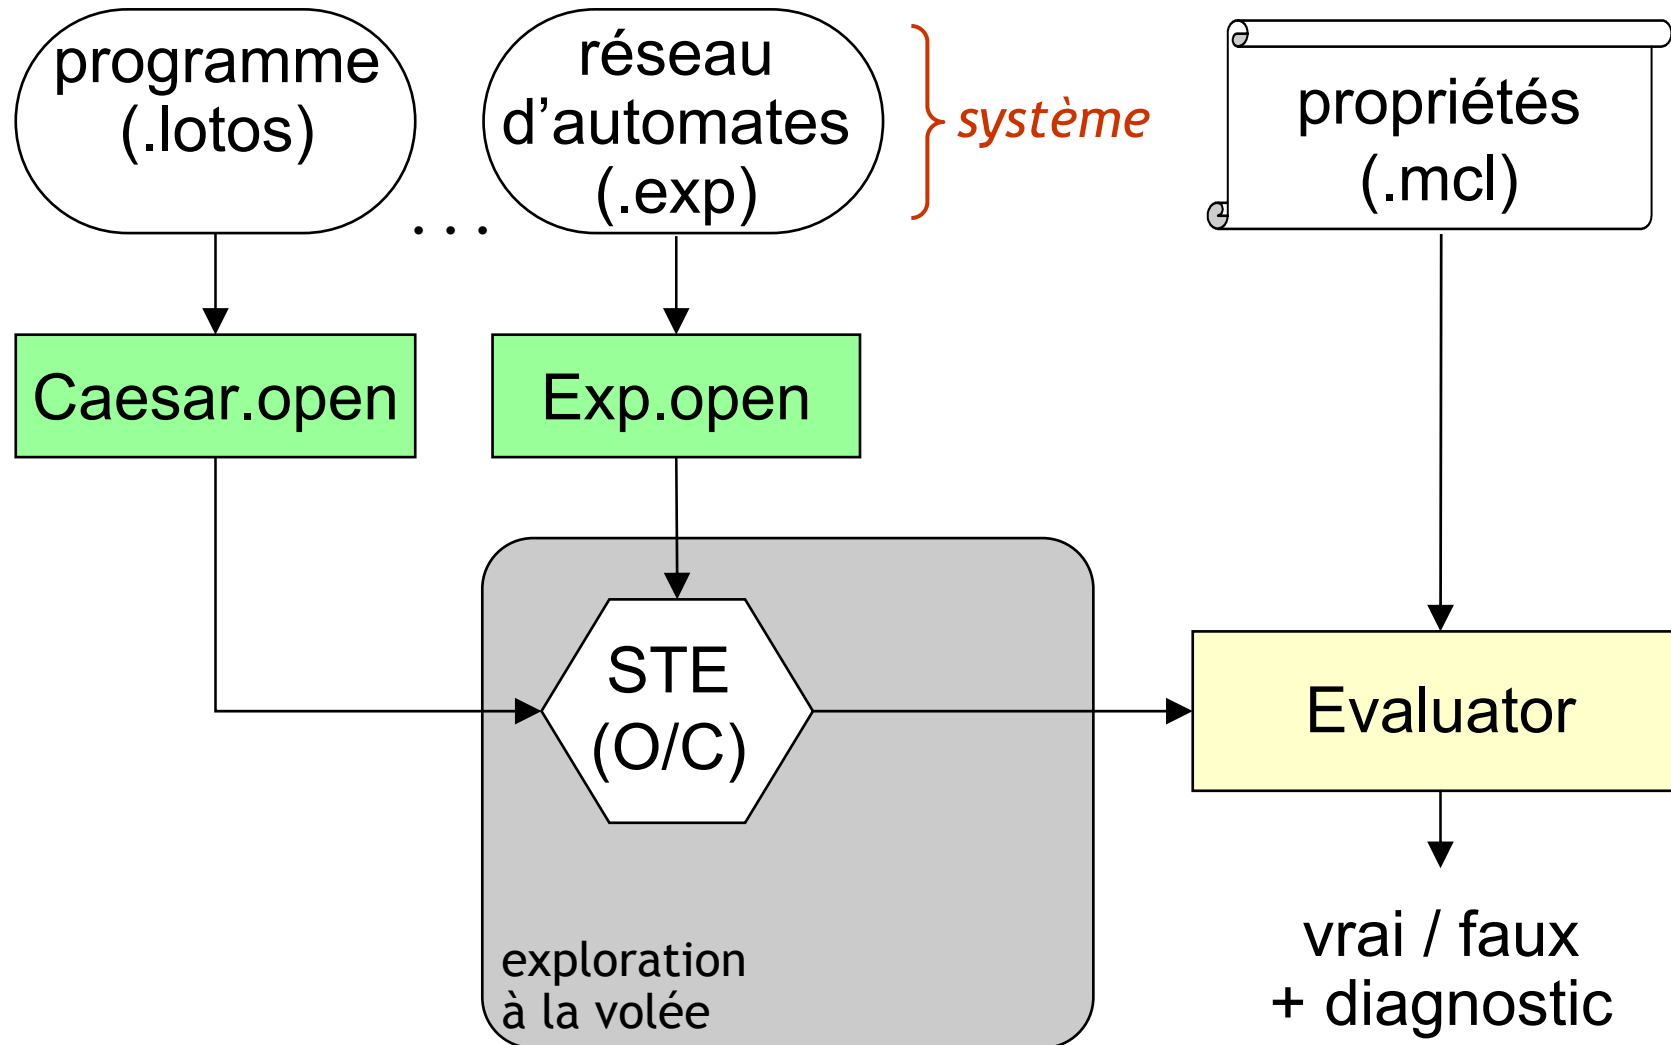 programme
(.lotos)
. . .
réseau
d’automates
(.exp)
système
propriétés
(.mcl)
Caesar.open
Exp.open
STE
(O/C)
Evaluator
exploration
à la volée
vrai / faux
+ diagnostic